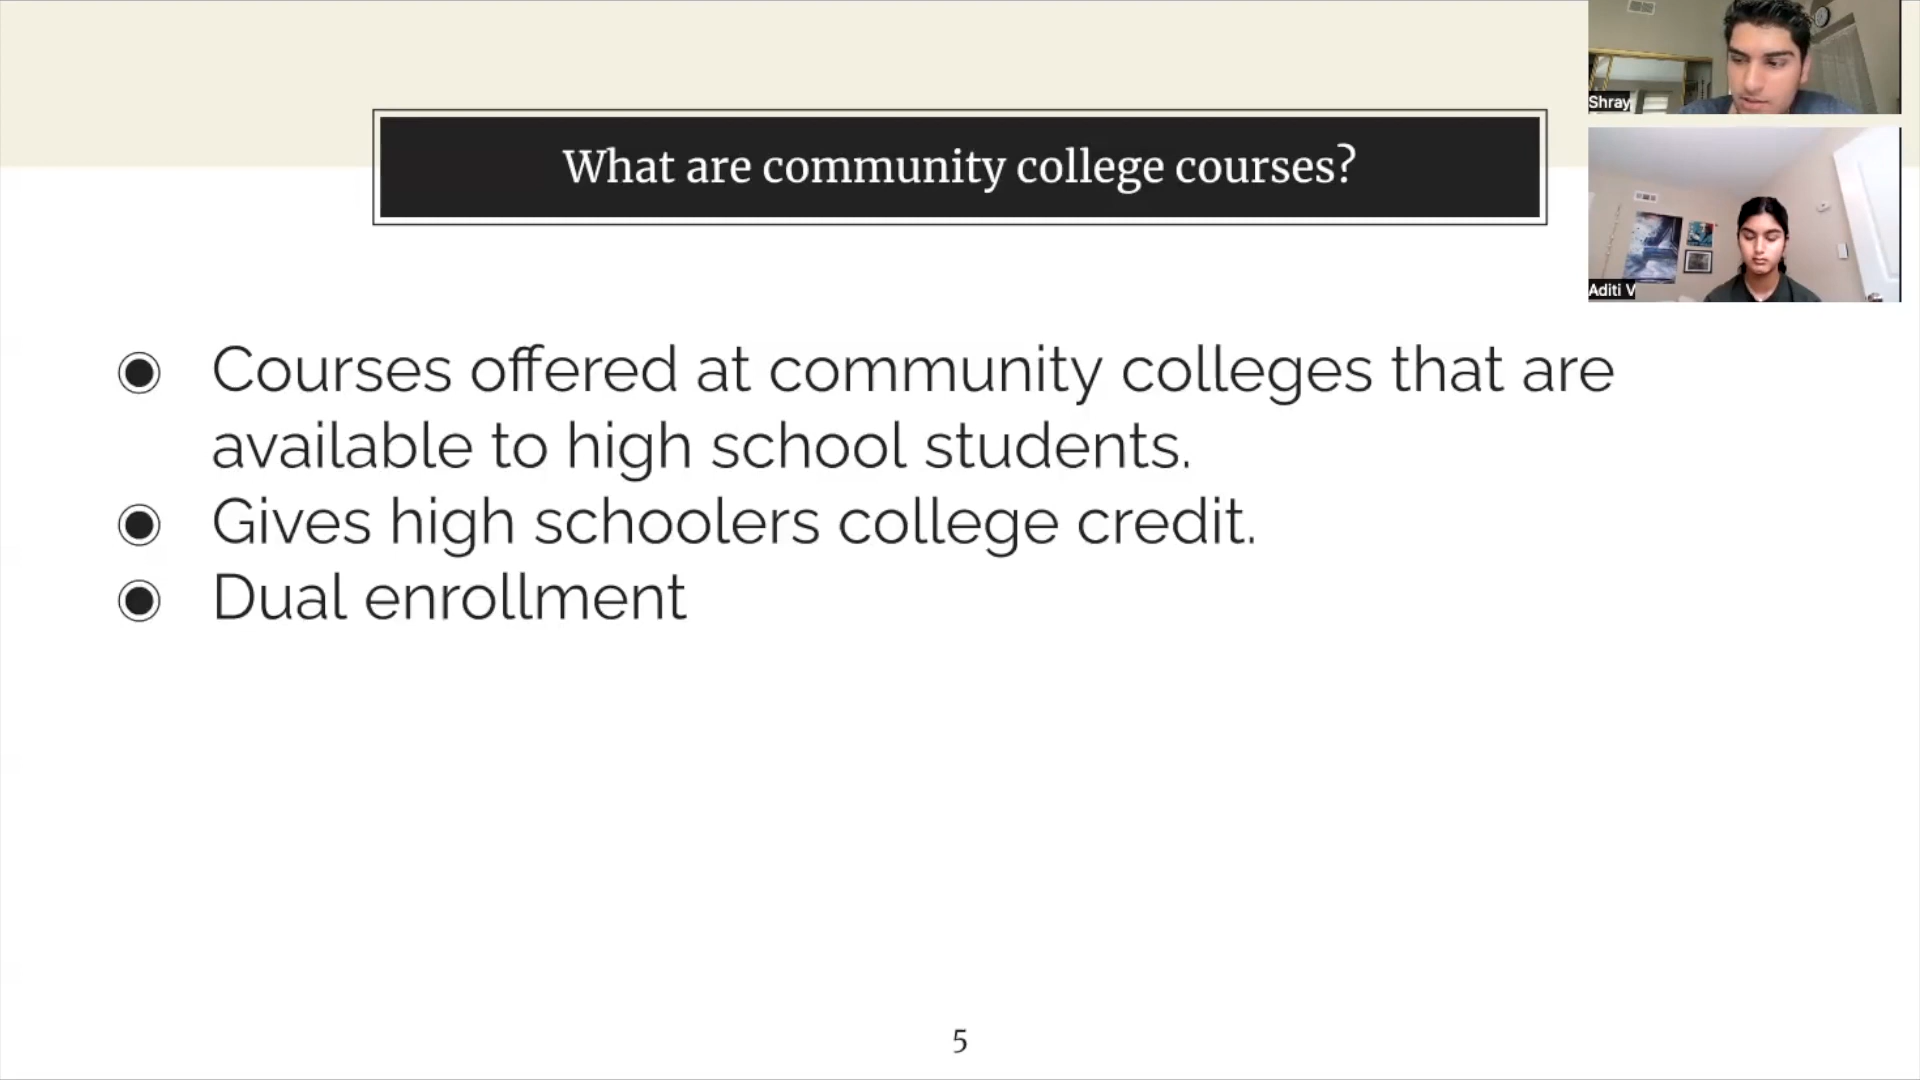 What are community college courses?
Shray
Aditi V
Courses offered at community colleges that are
available to high school students.
Gives high schoolers college credit.
Dual enrollment
5